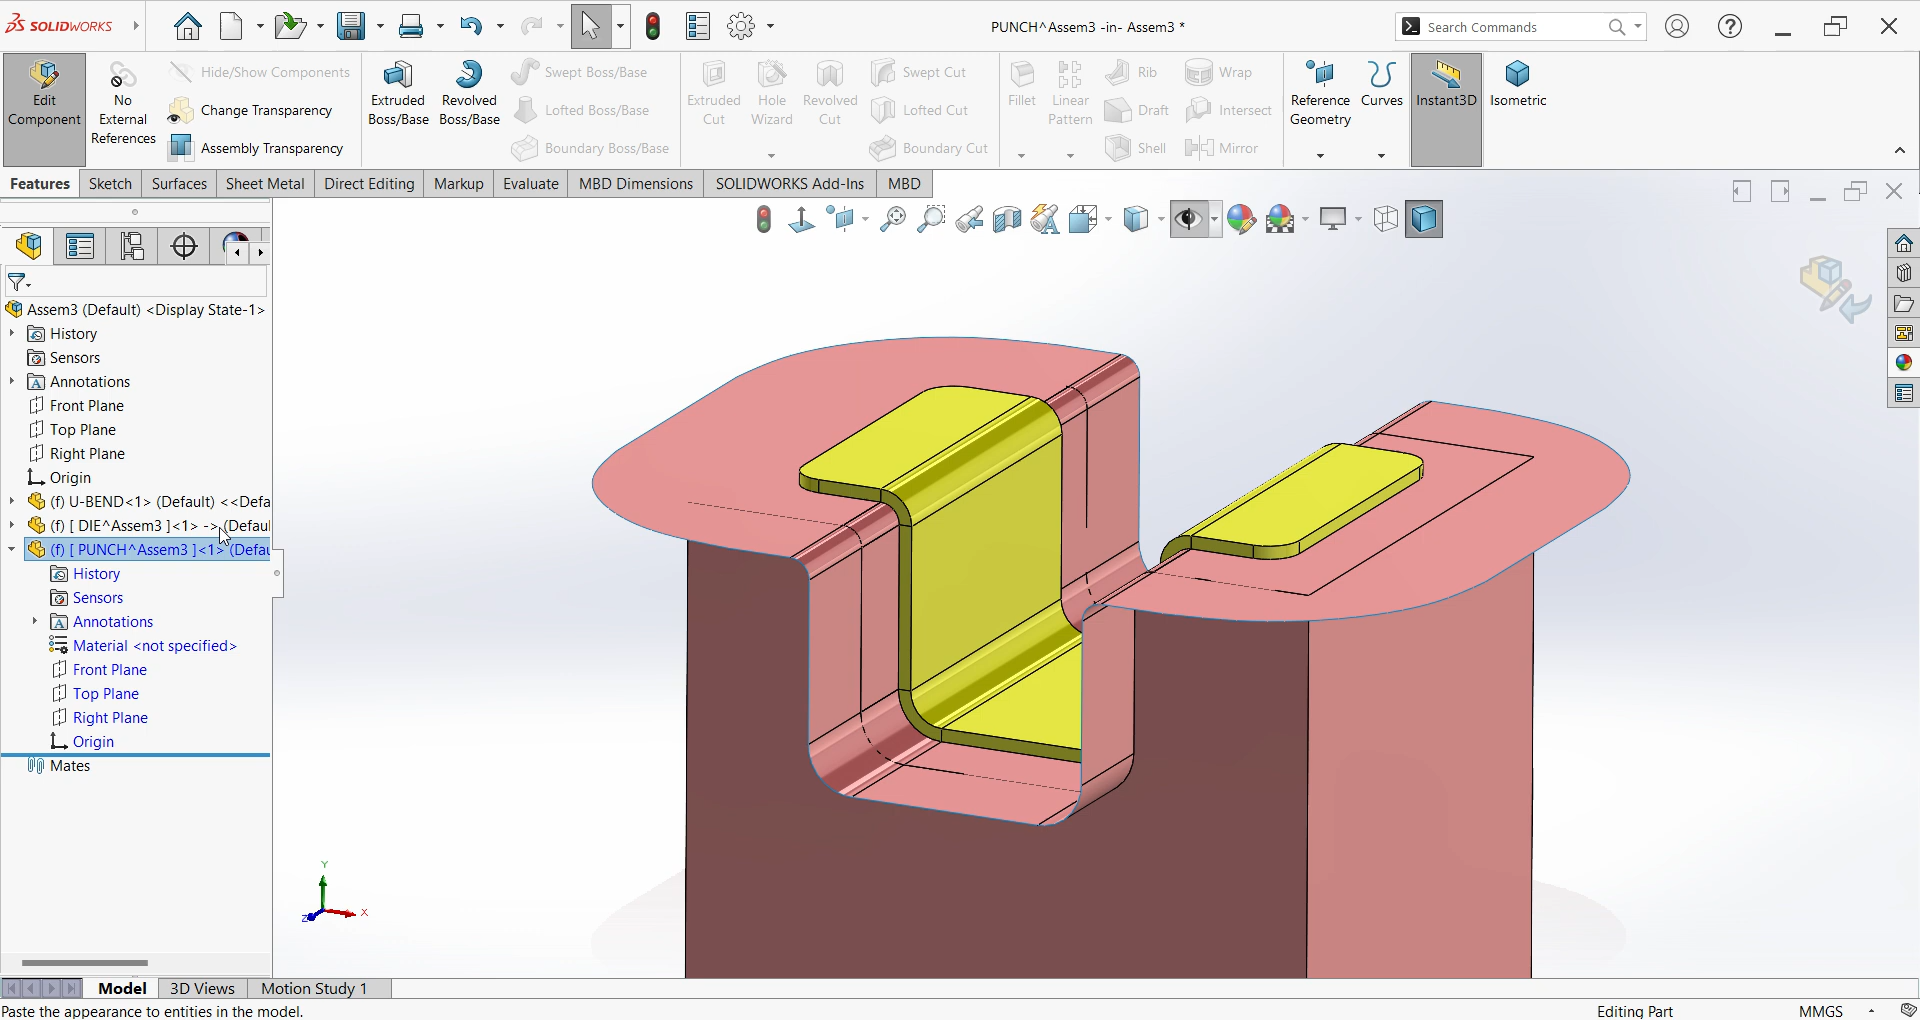 SOLIDWORKS
PUNCH^Assem3 -in- Assem3 *
Search Commands
Edit Component
No External References
Hide/Show Components
Change Transparency
Assembly Transparency
Extruded Boss/Base
Revolved Boss/Base
Swept Boss/Base
Lofted Boss/Base
Boundary Boss/Base
Extruded Cut
Hole Wizard
Revolved Cut
Swept Cut
Lofted Cut
Boundary Cut
Fillet
Linear Pattern
Rib
Draft
Shell
Wrap
Intersect
Mirror
Reference Geometry
Curves
Instant3D
Isometric
Features
Sketch
Surfaces
Sheet Metal
Direct Editing
Markup
Evaluate
MBD Dimensions
SOLIDWORKS Add-Ins
MBD
Assem3 (Default) <Display State-1>
History
Sensors
Annotations
Front Plane
Top Plane
Right Plane
Origin
(f) U-BEND<1> (Default) <<Defa
(f) [ DIE^Assem3 ]<1> -> (Defaul
(f) [ PUNCH^Assem3 ]<1> (Defau
History
Sensors
Annotations
Material <not specified>
Front Plane
Top Plane
Right Plane
Origin
Mates
Y
X
Z
Model
3D Views
Motion Study 1
Paste the appearance to entities in the model.
Editing Part
MMGS